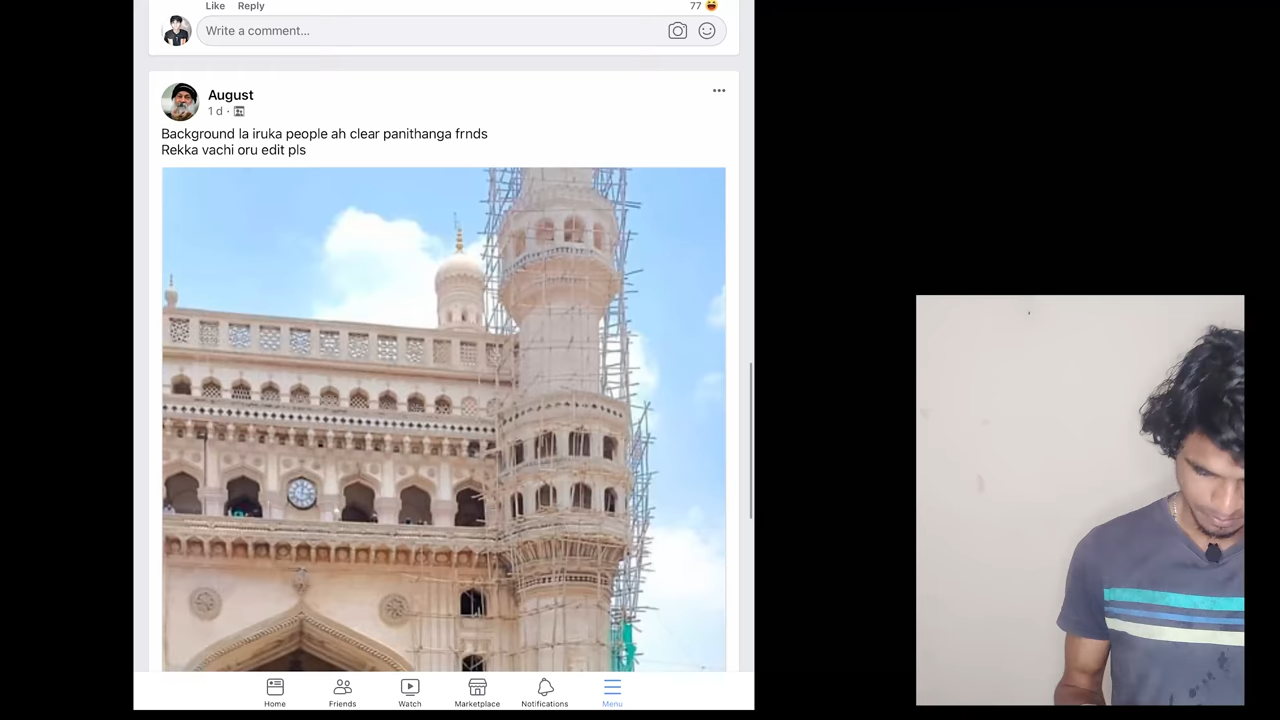 Like Reply 77
Write a comment...
August
1 d ·
Background la iruka people ah clear panithanga frnds
Rekka vachi oru edit pls
Home Friends Watch Marketplace Notifications Menu